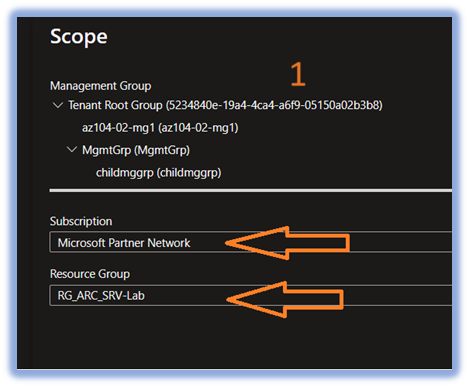 Scope
1
Management Group
Tenant Root Group (5234840e-19a4-4ca4-a6f9-05150a02b3b8)
az104-02-mg1 (az104-02-mg1)
MgmtGrp (MgmtGrp)
childmggrp (childmggrp)
Subscription
Microsoft Partner Network
Resource Group
RG_ARC_SRV-Lab